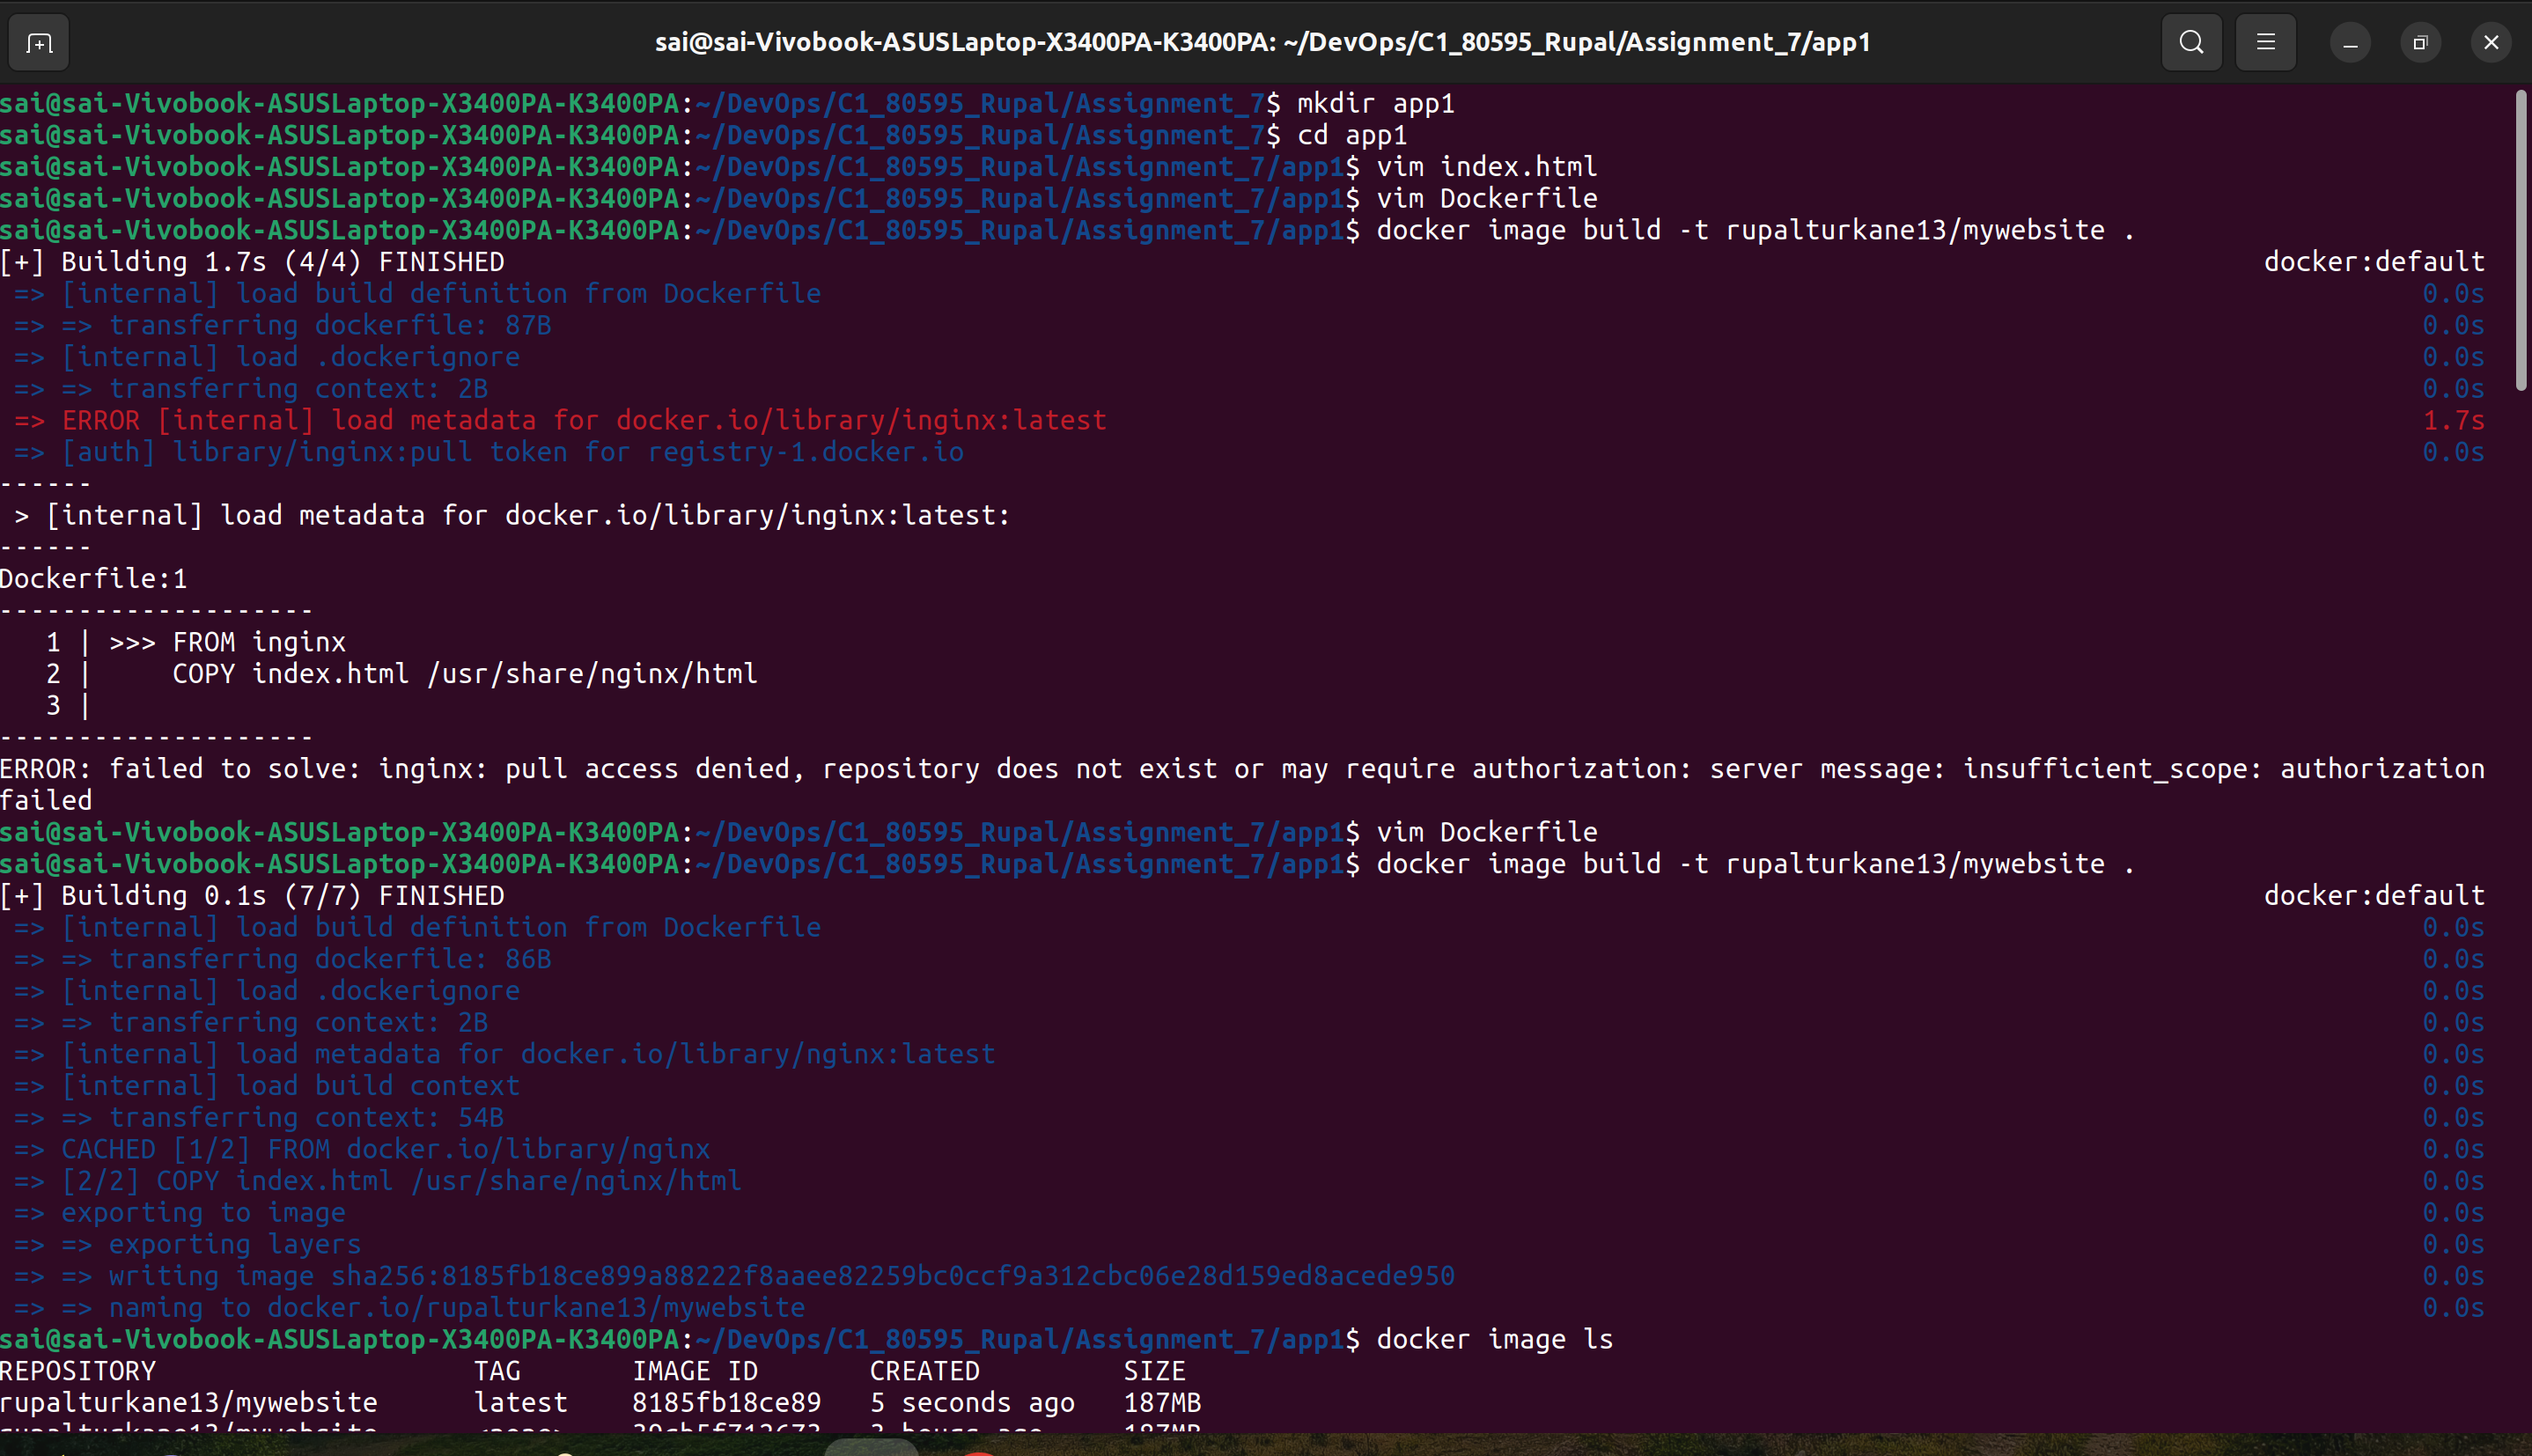 sai@sai-Vivobook-ASUSLaptop-X3400PA-K3400PA: ~/DevOps/C1_80595_Rupal/Assignment_7/app1
sai@sai-Vivobook-ASUSLaptop-X3400PA-K3400PA:~/DevOps/C1_80595_Rupal/Assignment_7$ mkdir app1
sai@sai-Vivobook-ASUSLaptop-X3400PA-K3400PA:~/DevOps/C1_80595_Rupal/Assignment_7$ cd app1
sai@sai-Vivobook-ASUSLaptop-X3400PA-K3400PA:~/DevOps/C1_80595_Rupal/Assignment_7/app1$ vim index.html
sai@sai-Vivobook-ASUSLaptop-X3400PA-K3400PA:~/DevOps/C1_80595_Rupal/Assignment_7/app1$ vim Dockerfile
sai@sai-Vivobook-ASUSLaptop-X3400PA-K3400PA:~/DevOps/C1_80595_Rupal/Assignment_7/app1$ docker image build -t rupalturkane13/mywebsite .
[+] Building 1.7s (4/4) FINISHED docker:default
=> [internal] load build definition from Dockerfile 0.0s
=> => transferring dockerfile: 87B 0.0s
=> [internal] load .dockerignore 0.0s
=> => transferring context: 2B 0.0s
=> ERROR [internal] load metadata for docker.io/library/inginx:latest 1.7s
=> [auth] library/inginx:pull token for registry-1.docker.io 0.0s
------
> [internal] load metadata for docker.io/library/inginx:latest:
------
Dockerfile:1
--------------------
1 | >>> FROM inginx
2 | COPY index.html /usr/share/nginx/html
3 |
--------------------
ERROR: failed to solve: inginx: pull access denied, repository does not exist or may require authorization: server message: insufficient_scope: authorization
failed
sai@sai-Vivobook-ASUSLaptop-X3400PA-K3400PA:~/DevOps/C1_80595_Rupal/Assignment_7/app1$ vim Dockerfile
sai@sai-Vivobook-ASUSLaptop-X3400PA-K3400PA:~/DevOps/C1_80595_Rupal/Assignment_7/app1$ docker image build -t rupalturkane13/mywebsite .
[+] Building 0.1s (7/7) FINISHED docker:default
=> [internal] load build definition from Dockerfile 0.0s
=> => transferring dockerfile: 86B 0.0s
=> [internal] load .dockerignore 0.0s
=> => transferring context: 2B 0.0s
=> [internal] load metadata for docker.io/library/nginx:latest 0.0s
=> [internal] load build context 0.0s
=> => transferring context: 54B 0.0s
=> CACHED [1/2] FROM docker.io/library/nginx 0.0s
=> [2/2] COPY index.html /usr/share/nginx/html 0.0s
=> exporting to image 0.0s
=> => exporting layers 0.0s
=> => writing image sha256:8185fb18ce899a88222f8aaee82259bc0ccf9a312cbc06e28d159ed8acede950 0.0s
=> => naming to docker.io/rupalturkane13/mywebsite 0.0s
sai@sai-Vivobook-ASUSLaptop-X3400PA-K3400PA:~/DevOps/C1_80595_Rupal/Assignment_7/app1$ docker image ls
REPOSITORY TAG IMAGE ID CREATED SIZE
rupalturkane13/mywebsite latest 8185fb18ce89 5 seconds ago 187MB